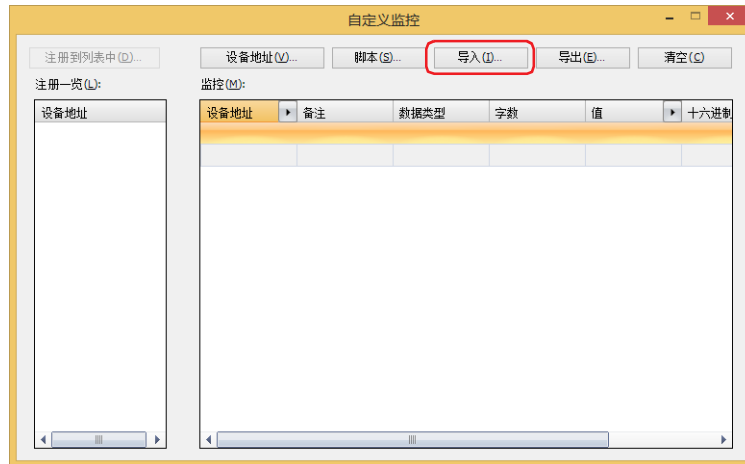 自定义监控
注册到列表中(D)... 设备地址(V)... 脚本(S)... 导入(I)... 导出(E)... 清空(C)
注册一览(L): 监控(M):
设备地址 设备地址 备注 数据类型 字数 值 十六进制